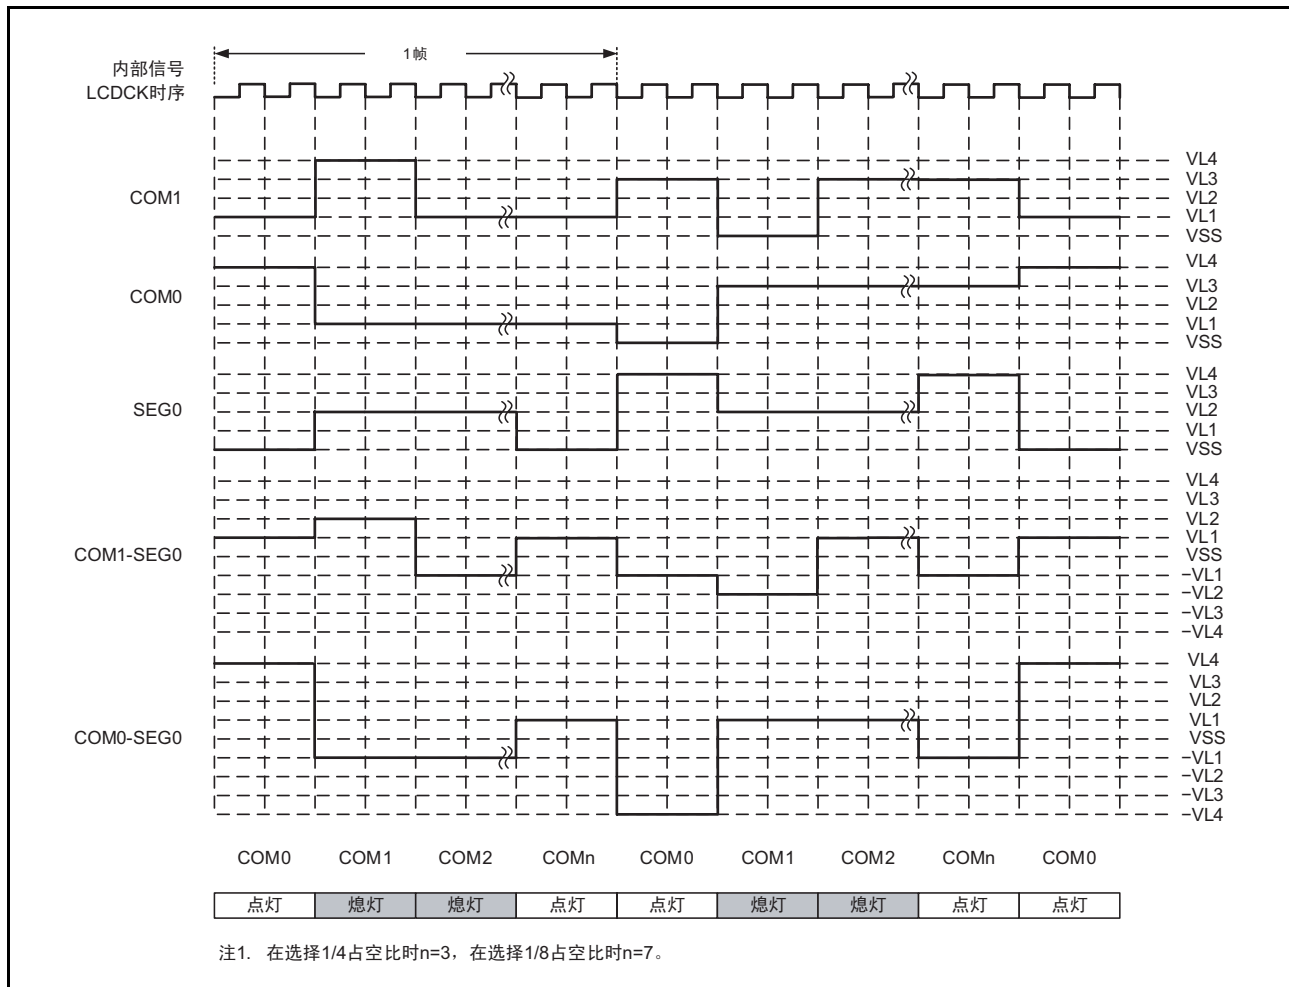 1帧
内部信号
LCDCK时序
COM1
VL4
VL3
VL2
VL1
VSS
COM0
VL4
VL3
VL2
VL1
VSS
SEG0
VL4
VL3
VL2
VL1
VSS
COM1-SEG0
VL4
VL3
VL2
VL1
VSS
−VL1
−VL2
−VL3
−VL4
COM0-SEG0
VL4
VL3
VL2
VL1
VSS
−VL1
−VL2
−VL3
−VL4
COM0 COM1 COM2 COMn COM0 COM1 COM2 COMn COM0
点灯 熄灯 熄灯 点灯 点灯 熄灯 熄灯 点灯 点灯
注1. 在选择1/4占空比时n=3，在选择1/8占空比时n=7。